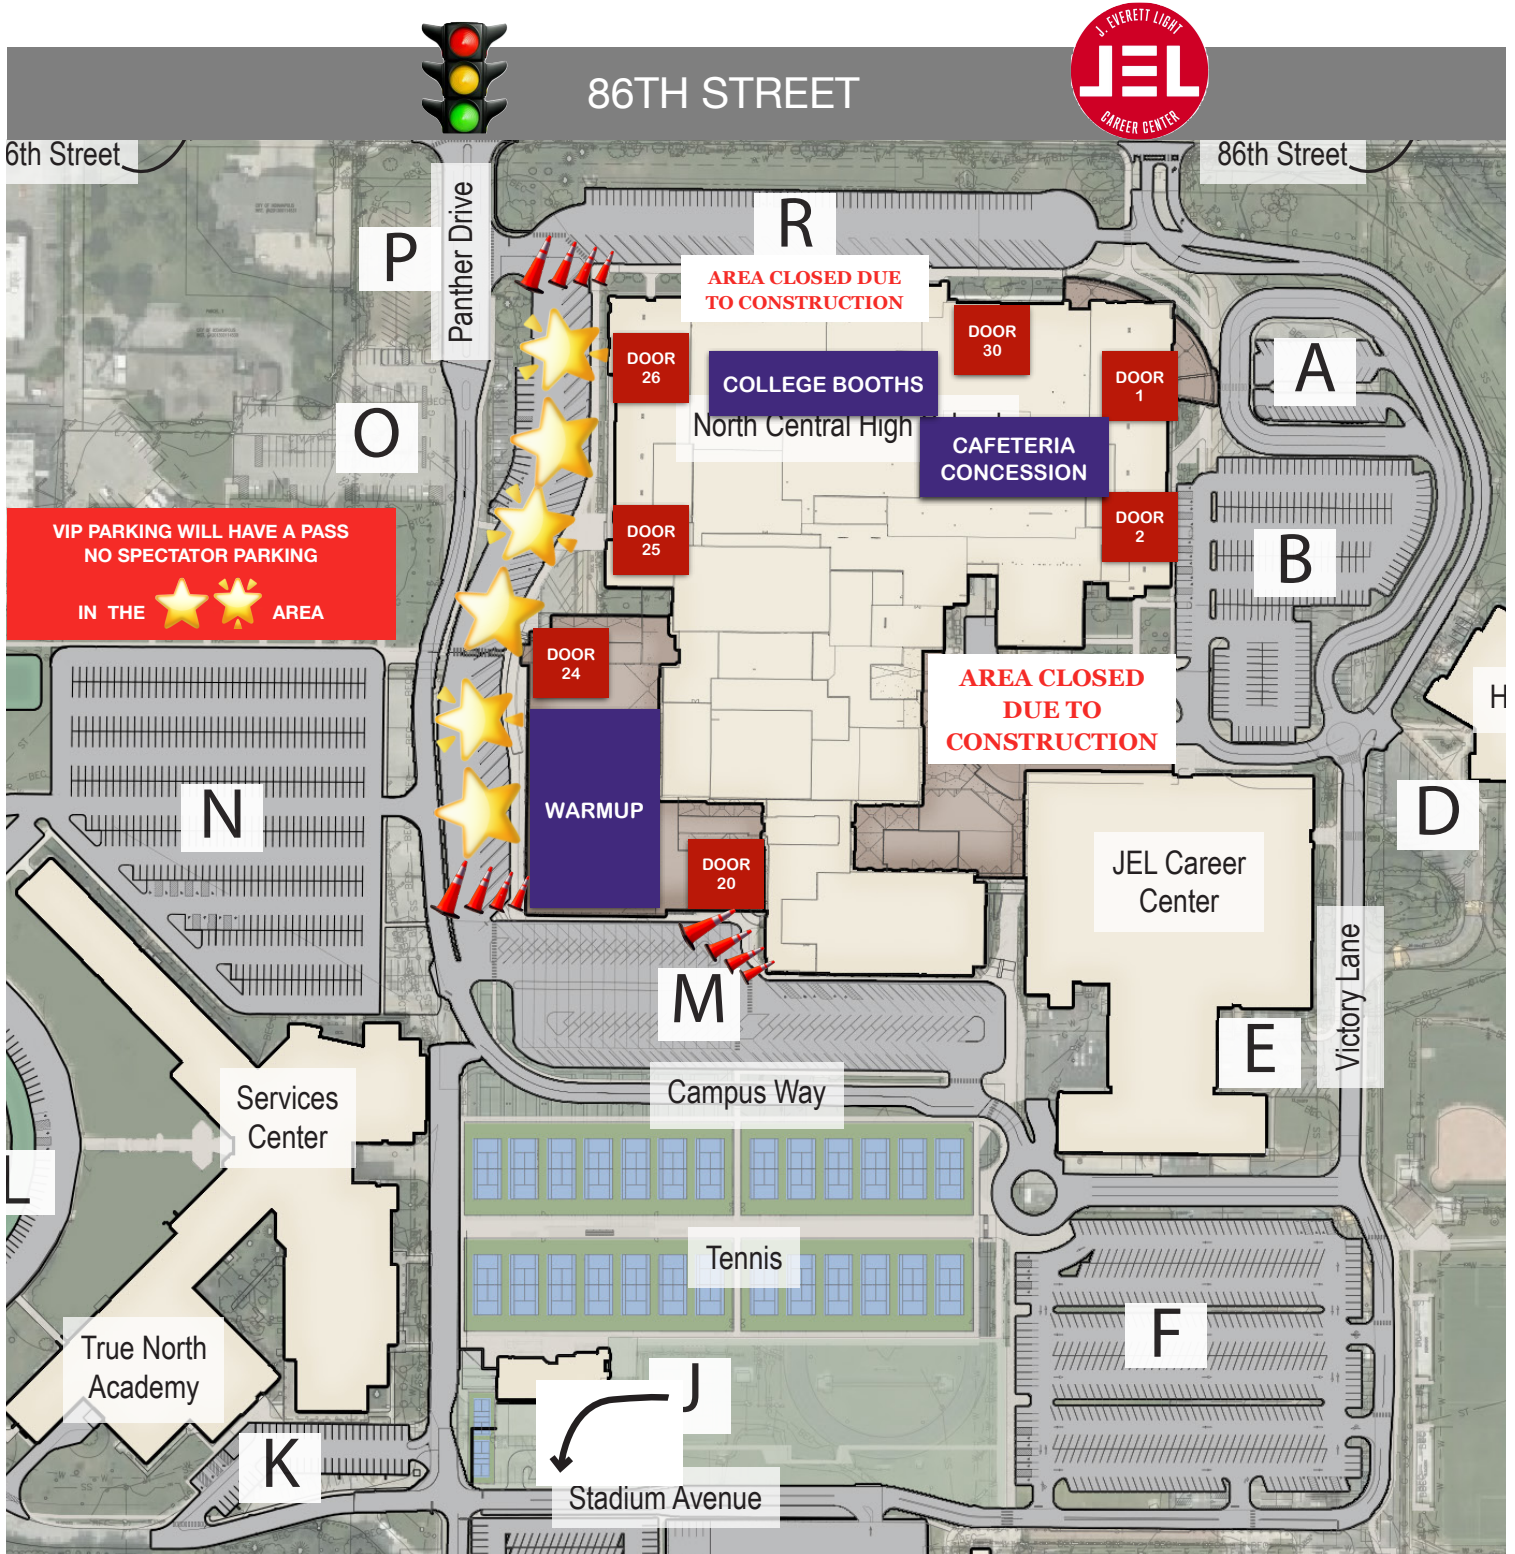 J. EVERETT LIGHT
JEL
CAREER CENTER
86TH STREET
6th Street
86th Street
Panther Drive
P
R
AREA CLOSED DUE
TO CONSTRUCTION
DOOR
30
DOOR
26
COLLEGE BOOTHS
DOOR
1
A
North Central High
O
CAFETERIA
CONCESSION
DOOR
25
DOOR
2
B
VIP PARKING WILL HAVE A PASS
NO SPECTATOR PARKING
IN THE AREA
DOOR
24
AREA CLOSED
DUE TO
CONSTRUCTION
H
N
WARMUP
D
DOOR
20
JEL Career
Center
M
Victory Lane
E
Campus Way
Services
Center
L
Tennis
F
True North
Academy
J
K
Stadium Avenue